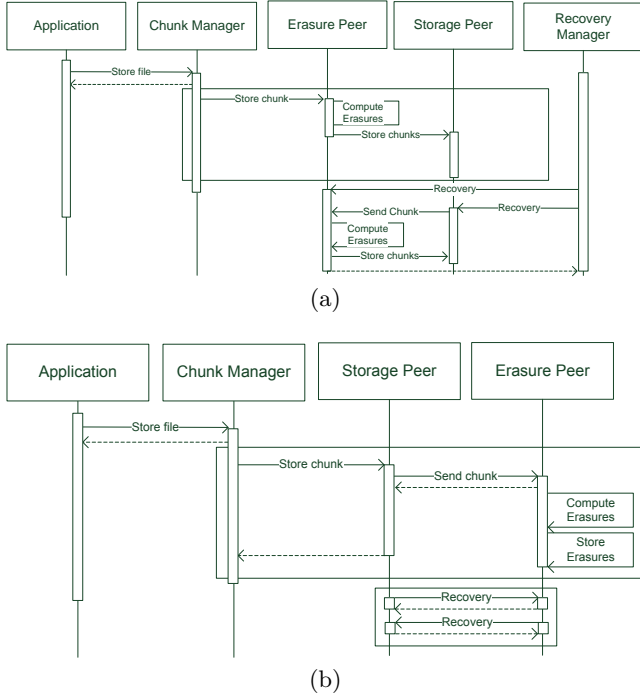 Application
Chunk Manager
Erasure Peer
Storage Peer
Recovery
Manager
Store file
Store chunk
Compute
Erasures
Store chunks
Recovery
Send Chunk
Recovery
Compute
Erasures
Store chunks
(a)
Application
Chunk Manager
Storage Peer
Erasure Peer
Store file
Store chunk
Send chunk
Compute
Erasures
Store
Erasures
Recovery
Recovery
(b)